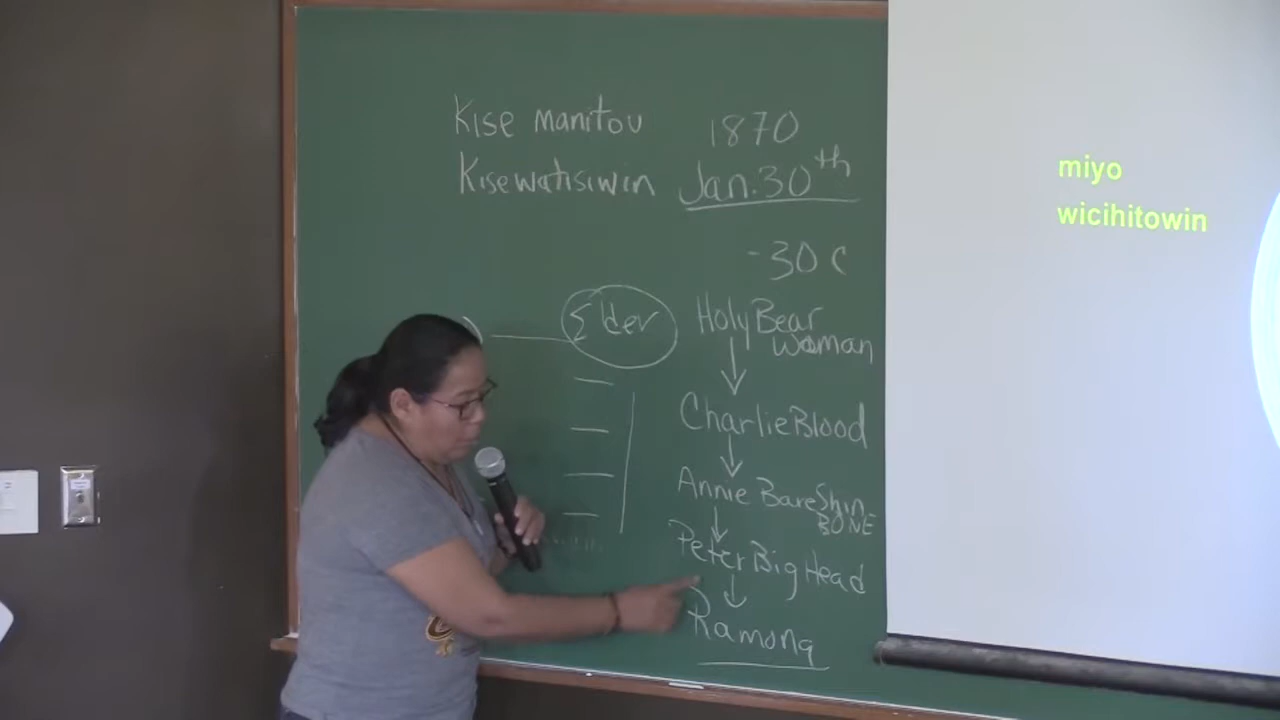 Kise manitou
Kisewatisiwin
1870
Jan. 30th
-30 C
Elder
Holy Bear
Woman
Charlie Blood
Annie Bare Shin
BONE
Peter Big Head
Ramona
miyo
wicihitowin